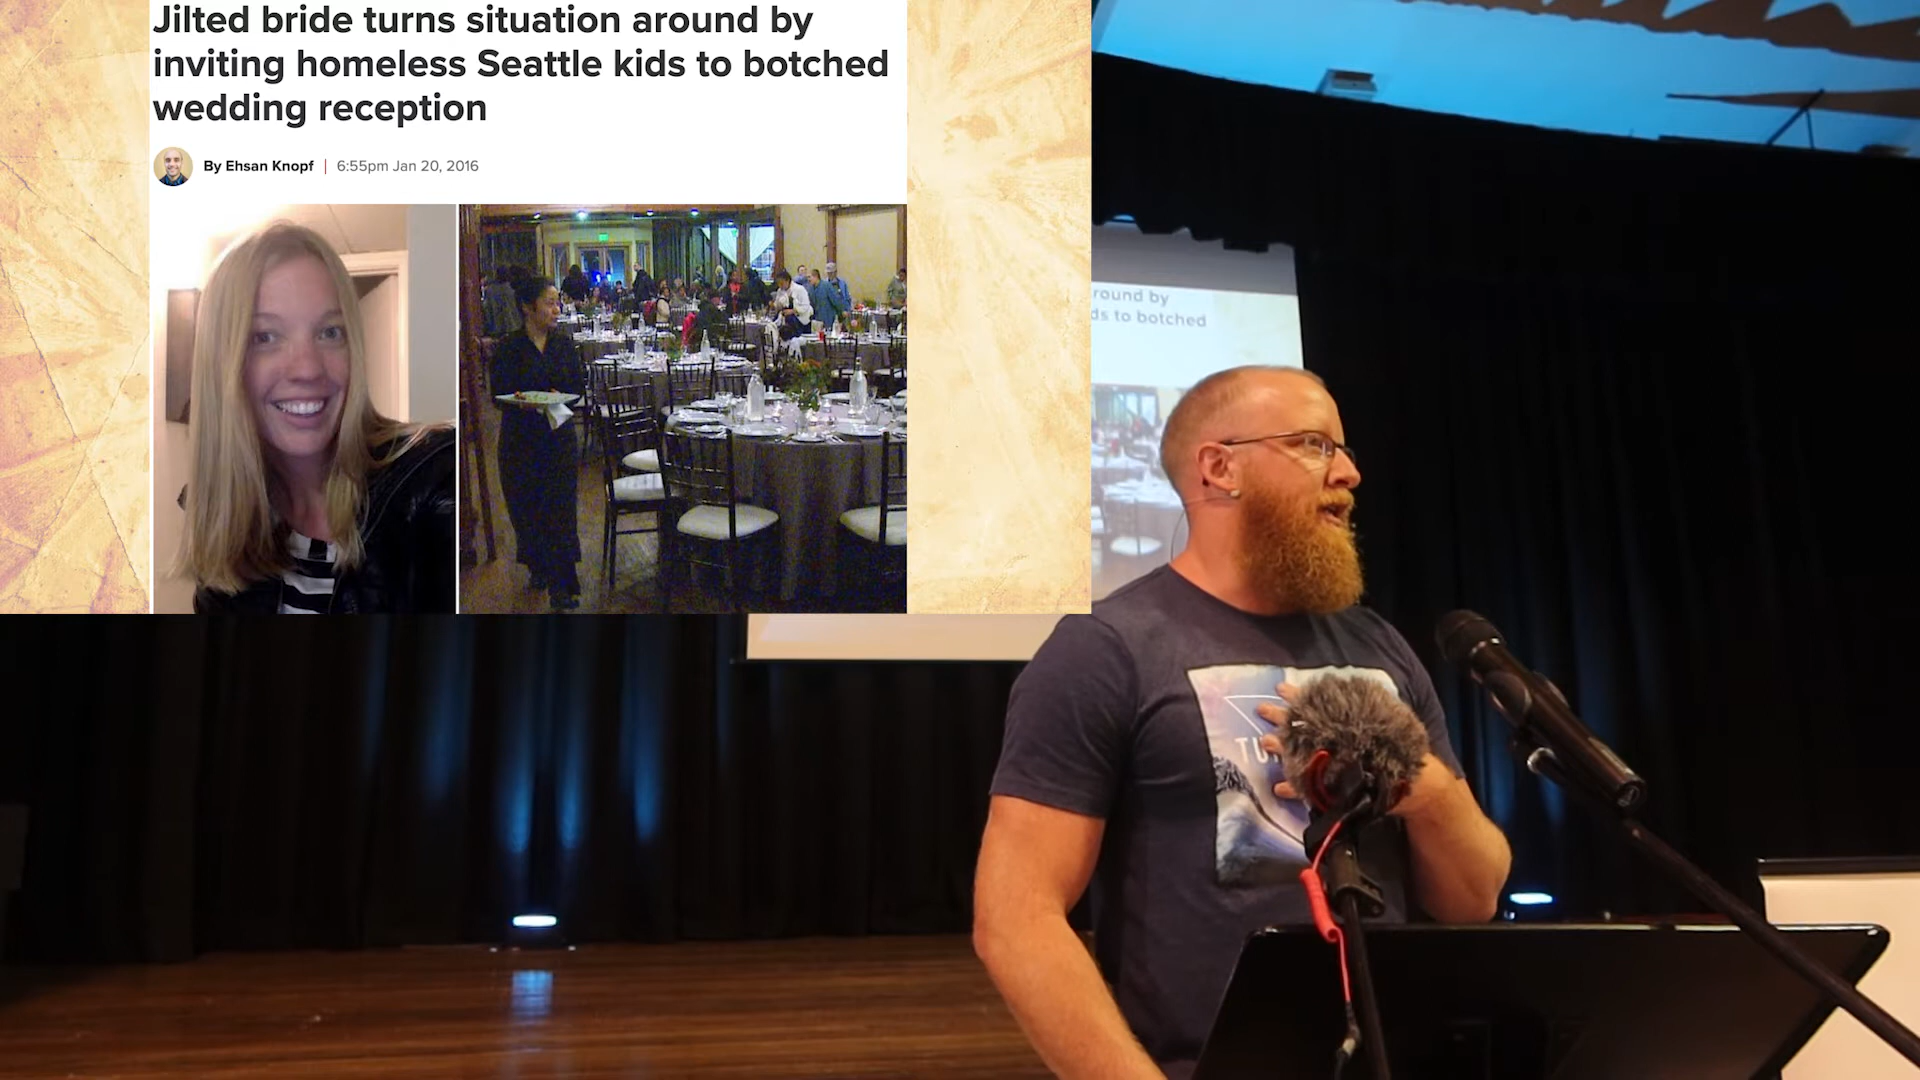 Jilted bride turns situation around by
inviting homeless Seattle kids to botched
wedding reception
By Ehsan Knopf | 6:55pm Jan 20, 2016
round by
ds to botched
TU